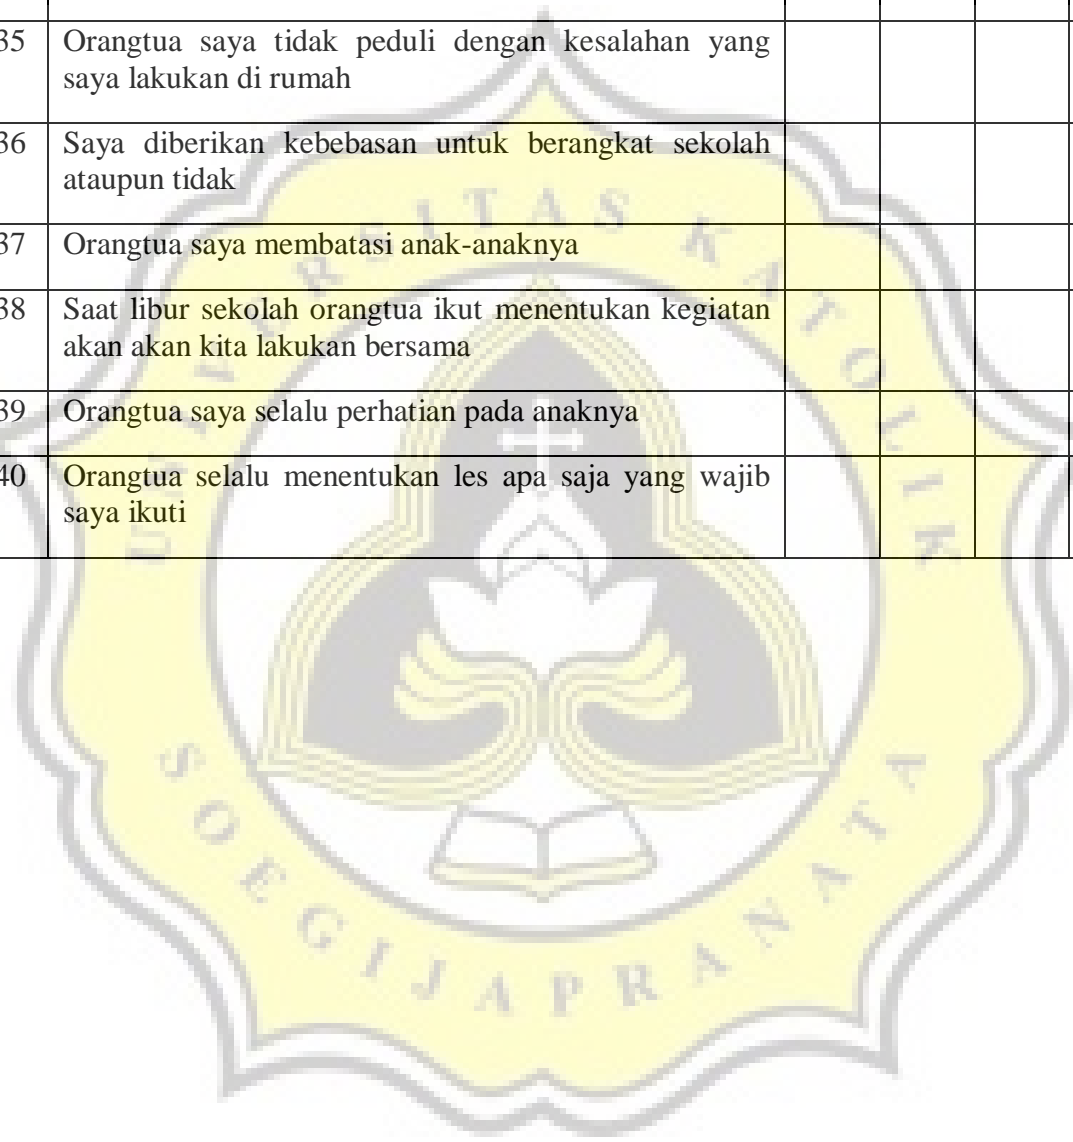 35 Orangtua saya tidak peduli dengan kesalahan yang
saya lakukan di rumah
36 Saya diberikan kebebasan untuk berangkat sekolah
ataupun tidak
37 Orangtua saya membatasi anak-anaknya
38 Saat libur sekolah orangtua ikut menentukan kegiatan
akan akan kita lakukan bersama
39 Orangtua saya selalu perhatian pada anaknya
40 Orangtua selalu menentukan les apa saja yang wajib
saya ikuti
UNIVERSITAS KATOLIK
SOEGIJAPRANATA